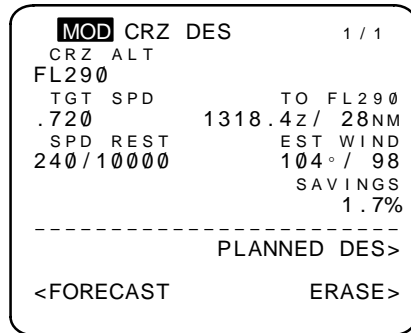 MOD CRZ DES 1/1
CRZ ALT
FL290
TGT SPD TO FL290
.720 1318.4Z/ 28NM
SPD REST EST WIND
240/10000 104°/ 98
SAVINGS
1.7%
--------------------------
PLANNED DES>
<FORECAST ERASE>